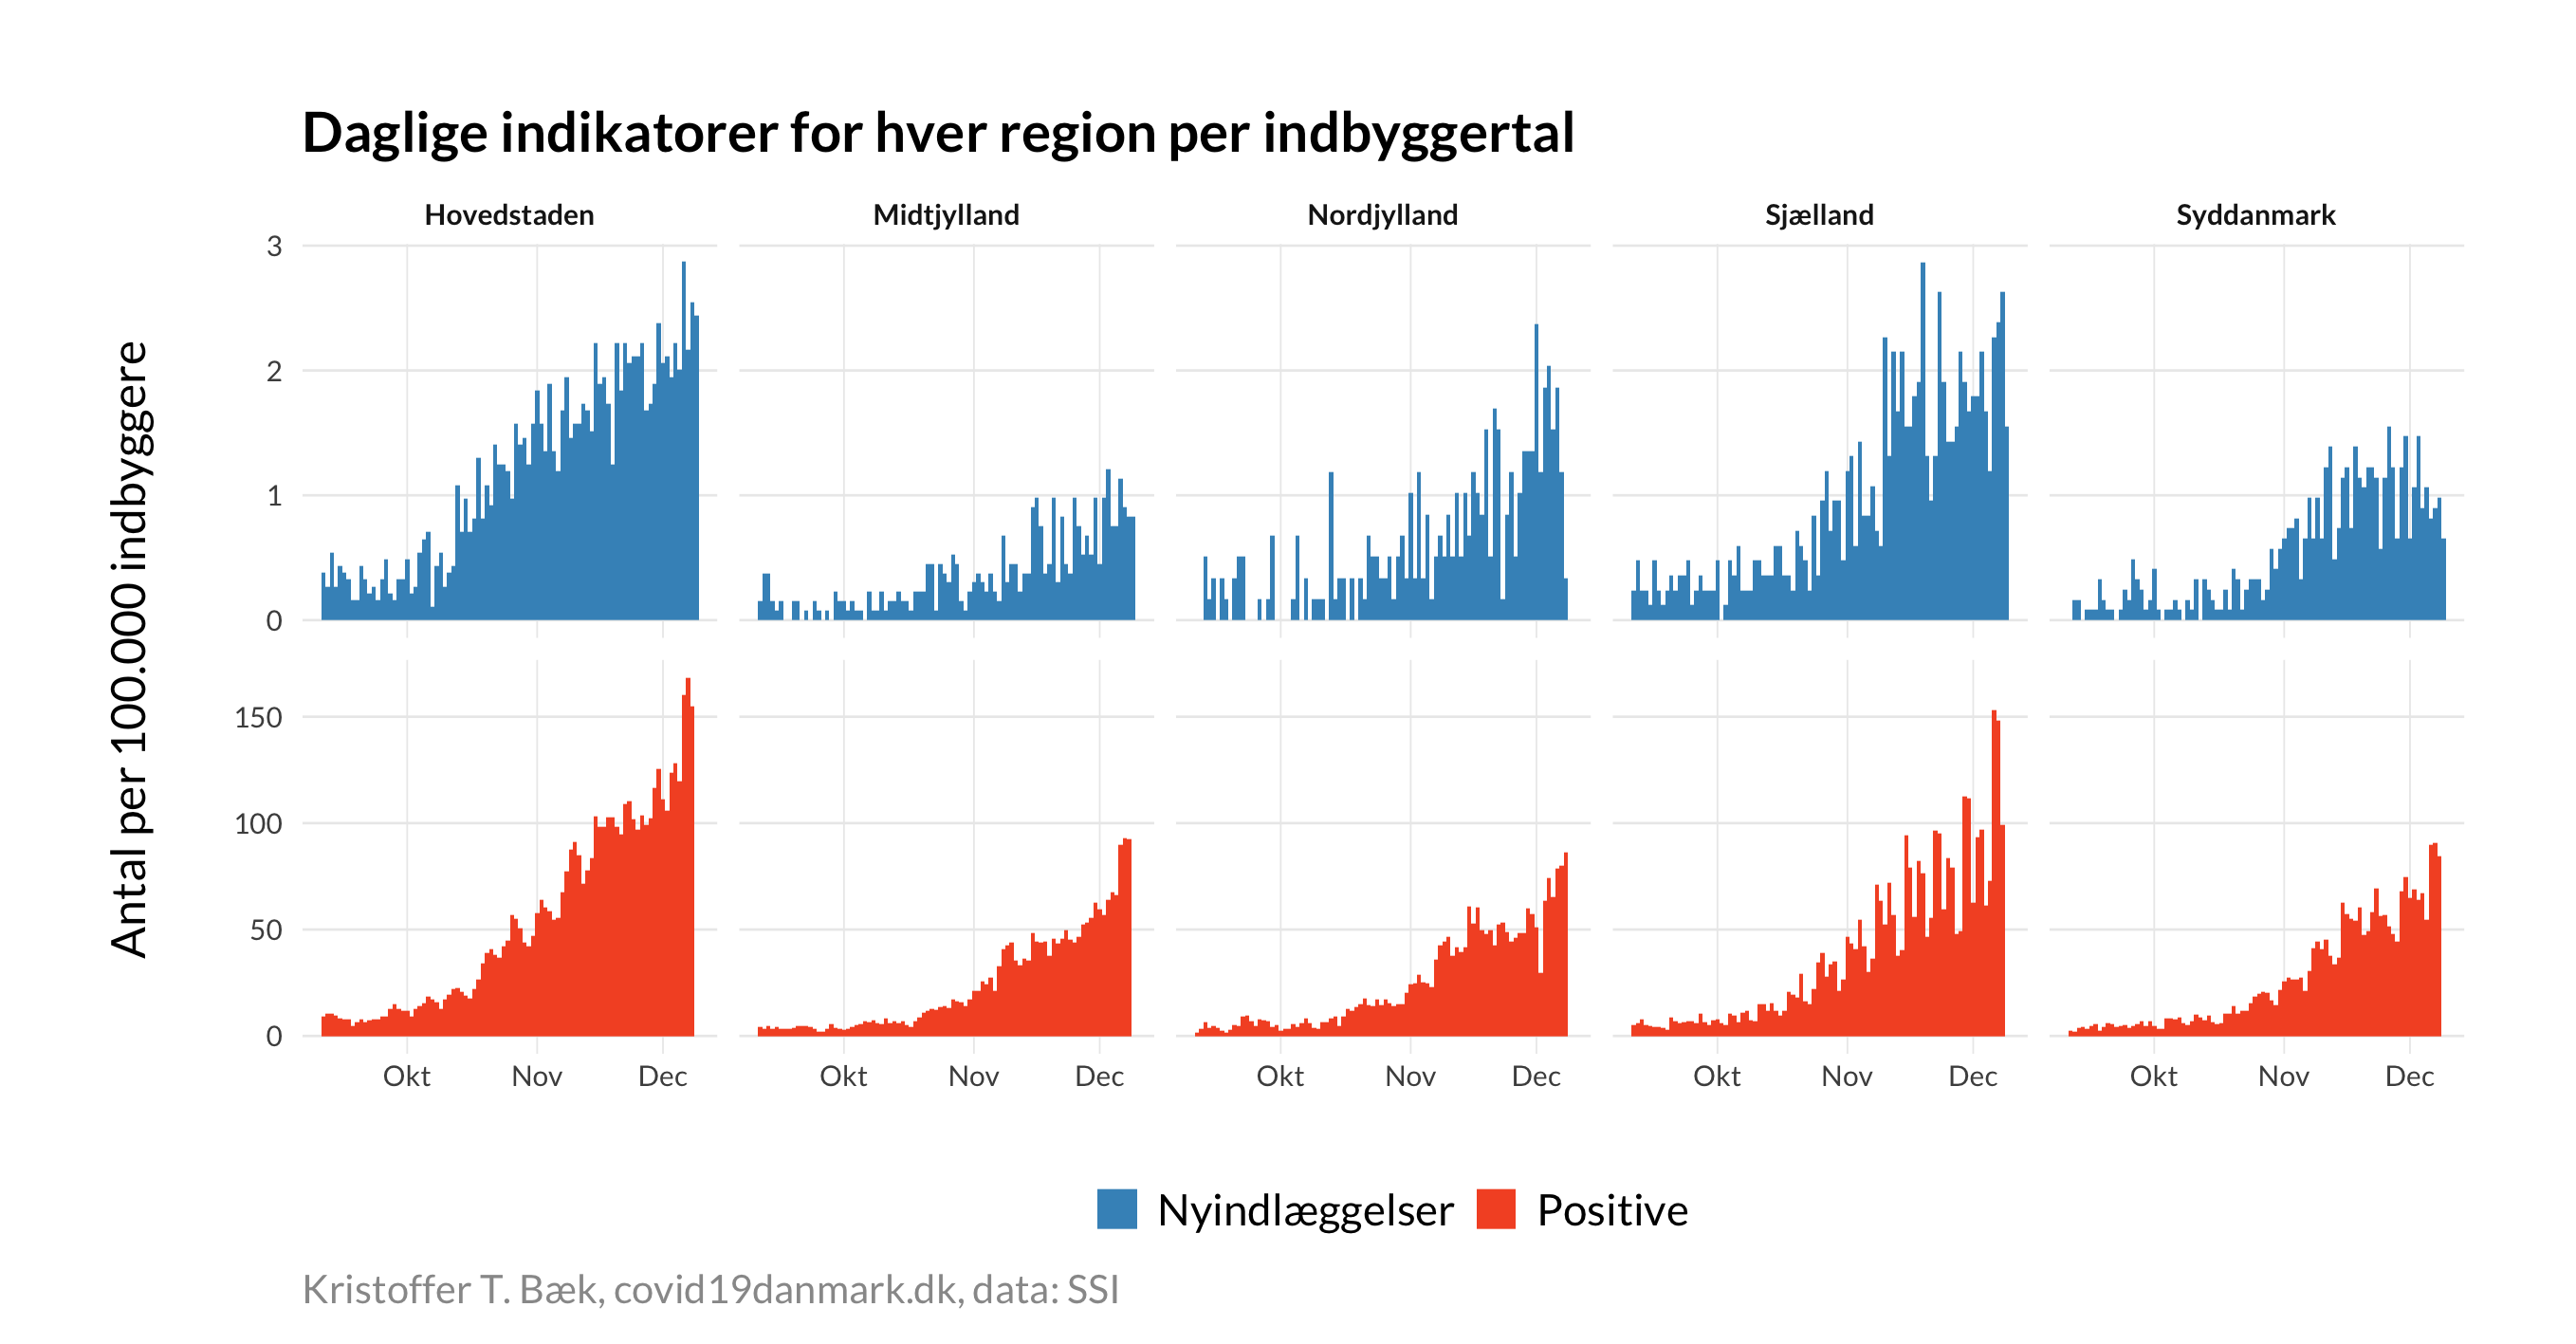 Daglige indikatorer for hver region per indbyggertal
Hovedstaden
Midtjylland
Nordjylland
Sjælland
Syddanmark
Antal per 100.000 indbyggere
3
2
1
0
150
100
50
0
Okt Nov Dec
Okt Nov Dec
Okt Nov Dec
Okt Nov Dec
Okt Nov Dec
Nyindlæggelser
Positive
Kristoffer T. Bæk, covid19danmark.dk, data: SSI